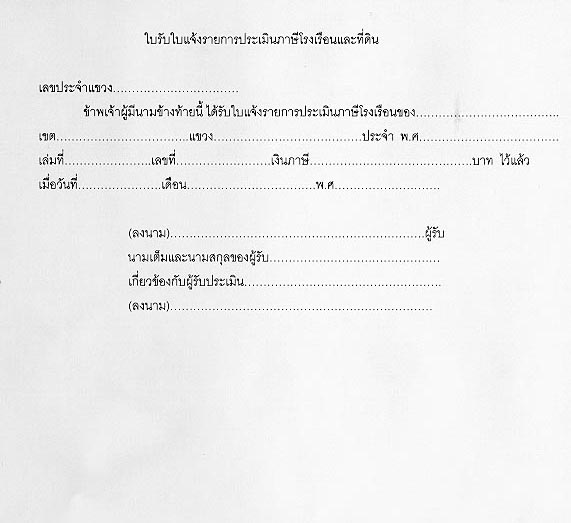 ใบรับใบแจ้งรายการประเมินภาษีโรงเรือนและที่ดิน
เลขประจำแขวง.................................
ข้าพเจ้าผู้มีนามข้างท้ายนี้ ได้รับใบแจ้งรายการประเมินภาษีโรงเรือนของ......................................
เขต...................................แขวง.......................................ประจำ พ.ศ.....................................
เล่มที่.......................เลขที่.........................เงินภาษี...........................................บาท ไว้แล้ว
เมื่อวันที่......................เดือน..................................พ.ศ............................
(ลงนาม)...................................................................ผู้รับ
นามเต็มและนามสกุลของผู้รับ.............................................
เกี่ยวข้องกับผู้รับประเมิน....................................................
(ลงนาม).....................................................................